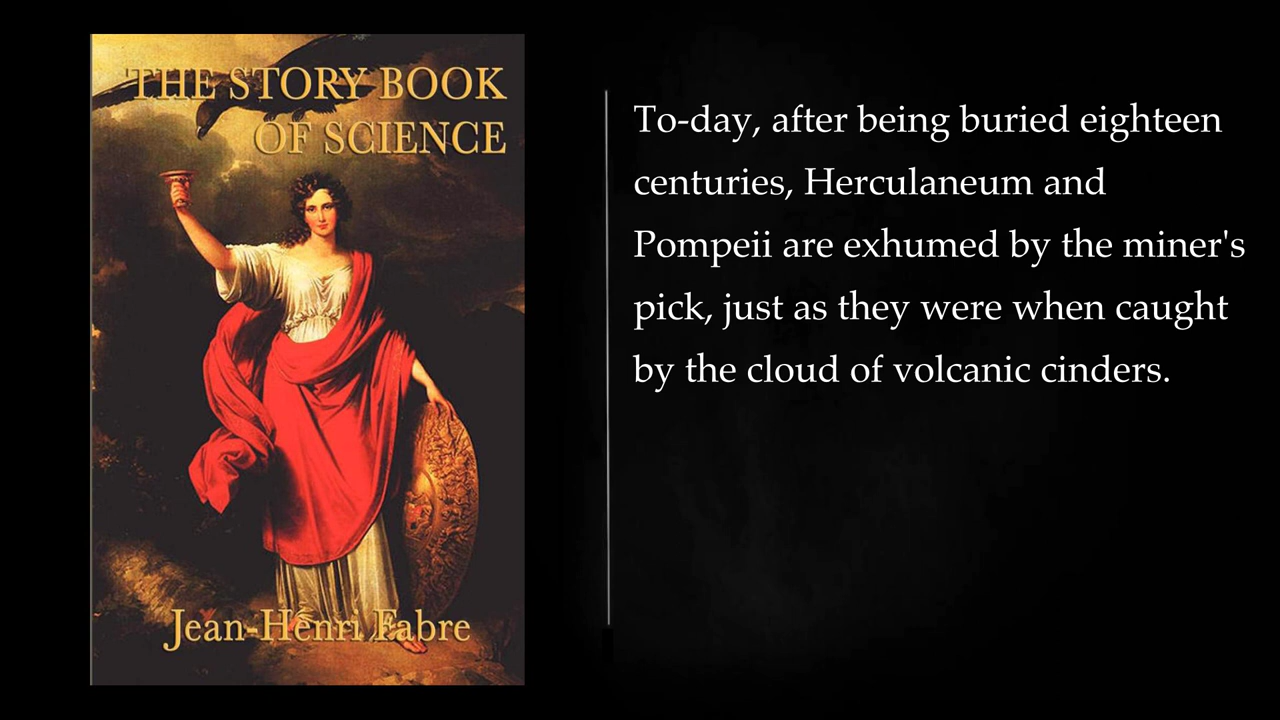 THE STORY BOOK
OF SCIENCE
Jean-Henri Fabre
To-day, after being buried eighteen
centuries, Herculaneum and
Pompeii are exhumed by the miner's
pick, just as they were when caught
by the cloud of volcanic cinders.